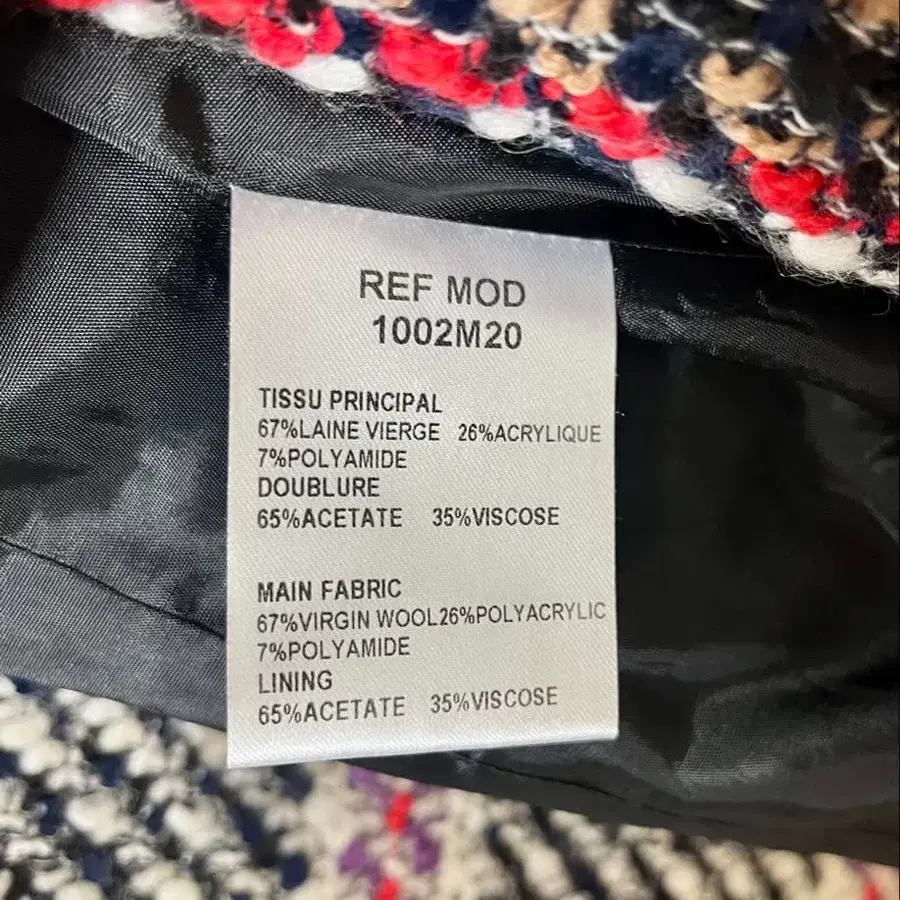 REF MOD
1002M20
TISSU PRINCIPAL
67%LAINE VIERGE 26%ACRYLIQUE
7%POLYAMIDE
DOUBLURE
65%ACETATE 35%VISCOSE
MAIN FABRIC
67%VIRGIN WOOL26%POLYACRYLIC
7%POLYAMIDE
LINING
65%ACETATE 35%VISCOSE